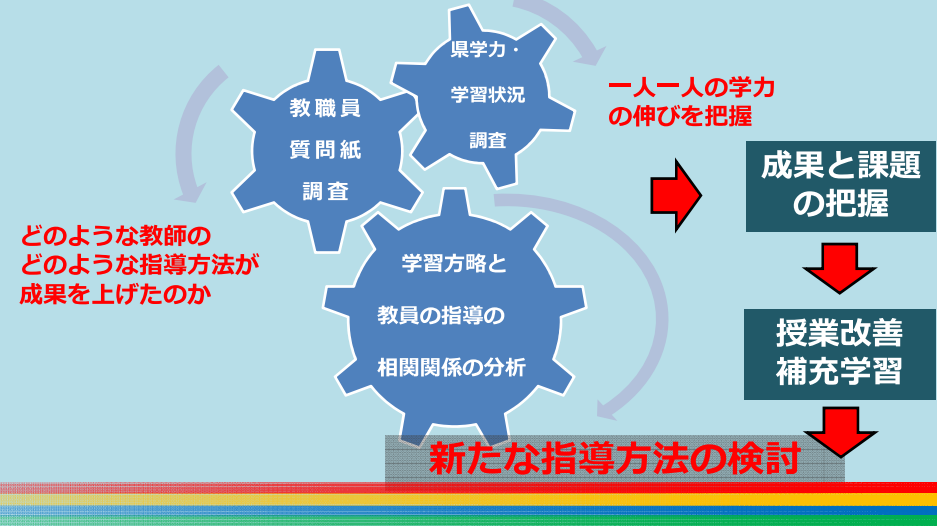 県学力・
学習状況
調査
教職員
質問紙
調査
一人一人の学力
の伸びを把握
どのような教師の
どのような指導方法が
成果を上げたのか
学習方略と
教員の指導の
相関関係の分析
成果と課題
の把握
授業改善
補充学習
新たな指導方法の検討